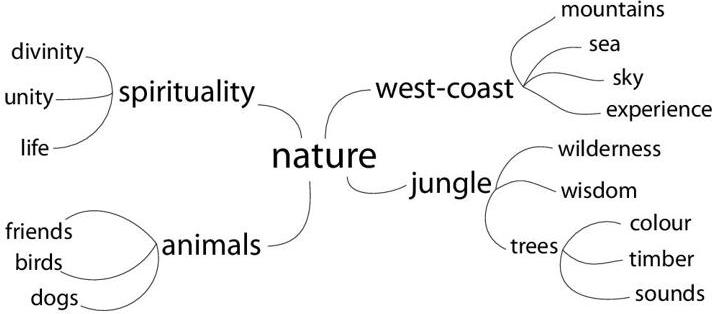 mountains
divinity
sea
spirituality
west-coast
sky
unity
experience
life
nature
wilderness
jungle
wisdom
friends
animals
colour
trees
birds
timber
dogs
sounds